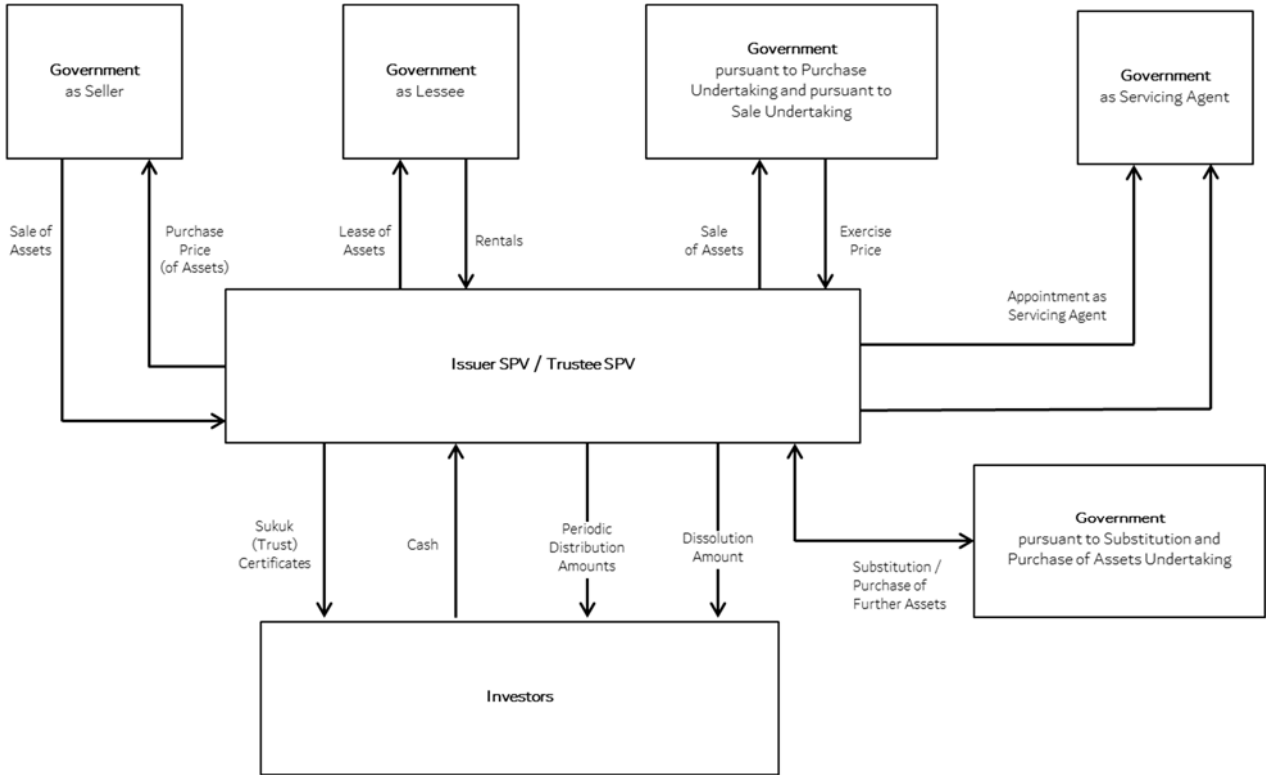 Government
as Seller
Government
as Lessee
Government
pursuant to Purchase
Undertaking and pursuant to
Sale Undertaking
Government
as Servicing Agent
Sale of
Assets
Purchase
Price
(of Assets)
Lease of
Assets
Rentals
Sale
of Assets
Exercise
Price
Appointment as
Servicing Agent
Issuer SPV / Trustee SPV
Sukuk
(Trust)
Certificates
Cash
Periodic
Distribution
Amounts
Dissolution
Amount
Substitution /
Purchase of
Further Assets
Government
pursuant to Substitution and
Purchase of Assets Undertaking
Investors